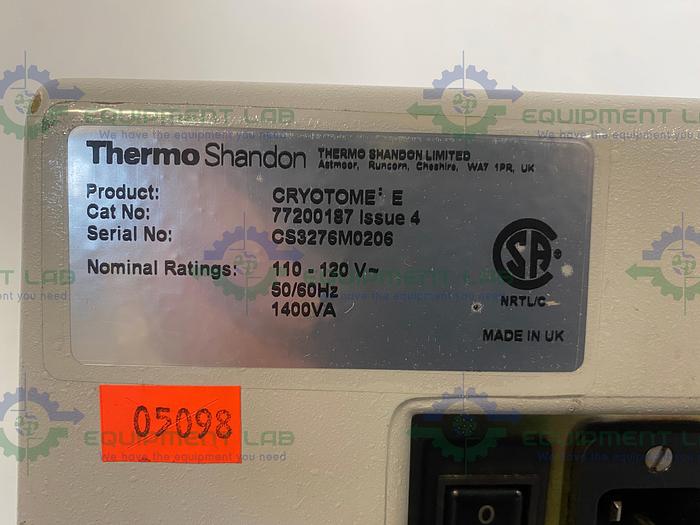 Thermo Shandon THERMO SHANDON LIMITED
Astmoor, Runcorn, Cheshire, WA7 1PR, UK
Product: CRYOTOME E
Cat No: 77200187 Issue 4
Serial No: CS3276M0206
Nominal Ratings: 110 - 120 V~
50/60Hz
1400VA
CSA ®
NRTL/C
MADE IN UK
05098
0
EQUIPMENT LAB
We have the equipment you need